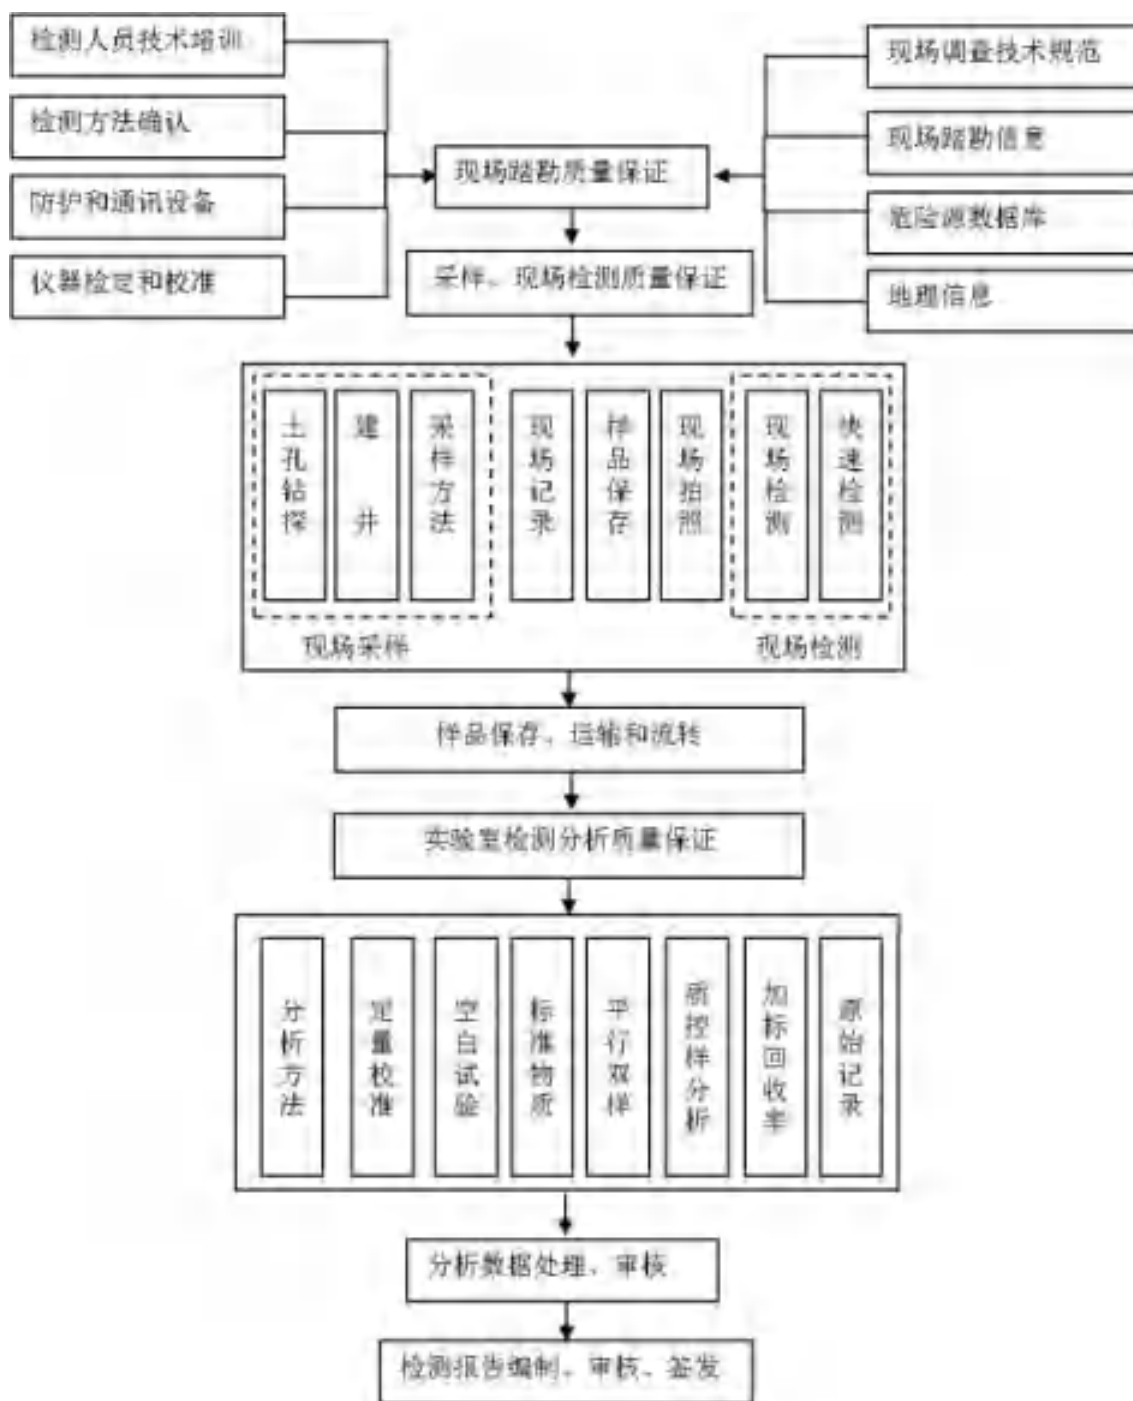 检测人员技术培训
检测方法确认
防护和通讯设备
仪器检定和校准
现场调查技术规范
现场踏勘信息
危险源数据库
地理信息
现场踏勘质量保证
采样、现场检测质量保证
土孔钻探
建井
采样方法
现场记录
样品保存
现场拍照
现场检测
快速检测
现场采样
现场检测
样品保存、运输和流转
实验室检测分析质量保证
分析方法
定量校准
空白试验
标准物质
平行双样
质控样分析
加标回收率
原始记录
分析数据处理、审核
检测报告编制、审核、签发